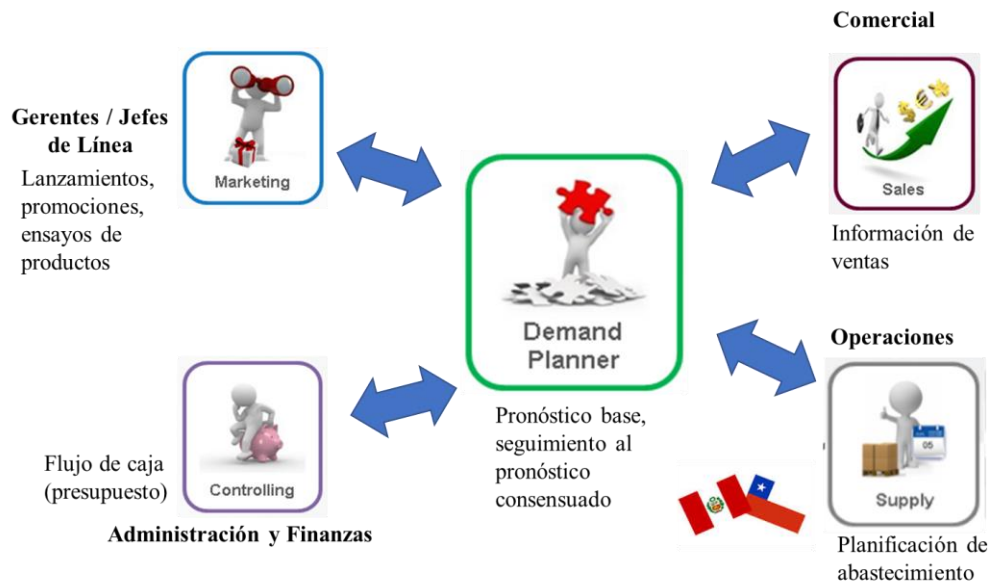 Comercial
Gerentes / Jefes
de Línea
Lanzamientos,
promociones,
ensayos de
productos
Marketing
Sales
Información de
ventas
Demand
Planner
Pronóstico base,
seguimiento al
pronóstico
consensuado
Flujo de caja
(presupuesto)
Controlling
Administración y Finanzas
Operaciones
05
Supply
Planificación de
abastecimiento